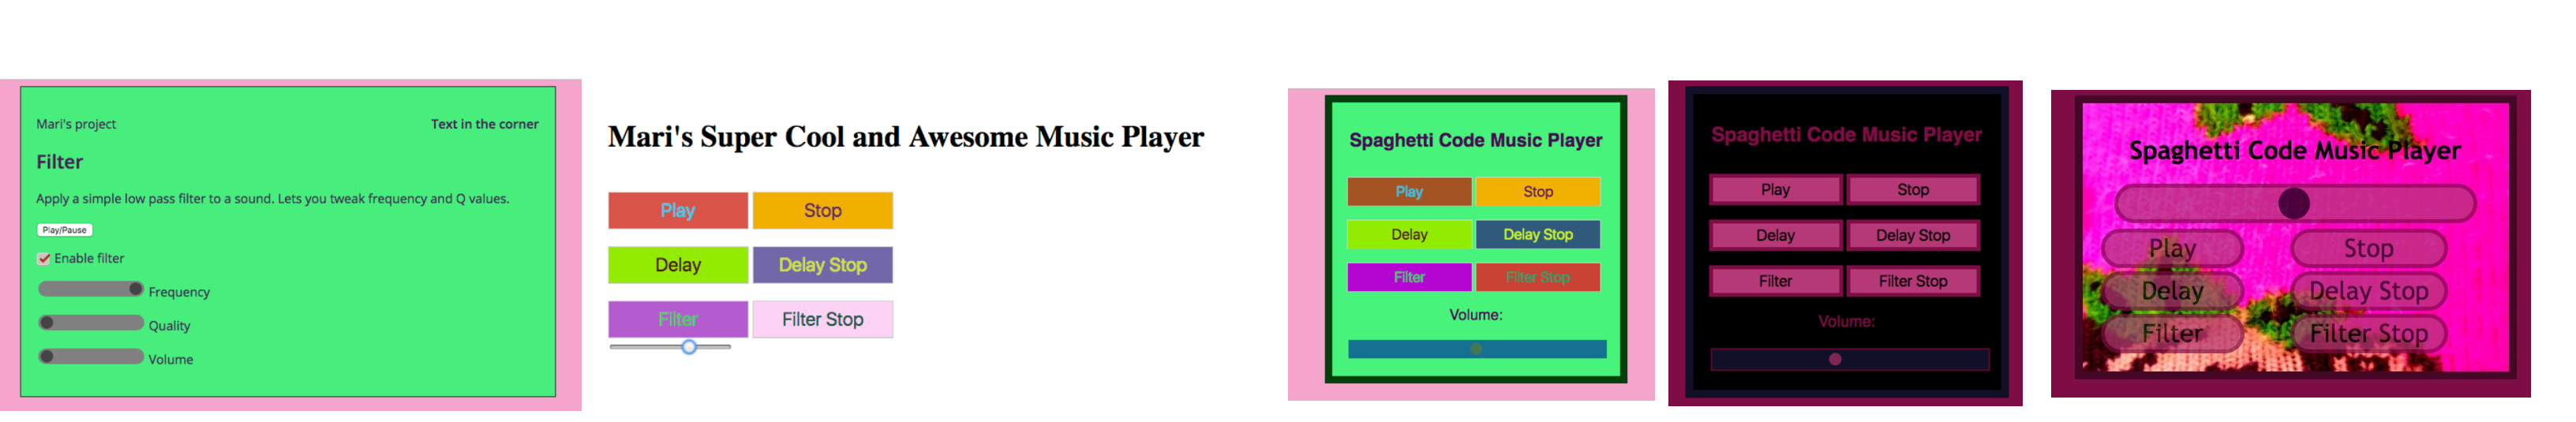 Mari's project
Text in the corner
Filter
Apply a simple low pass filter to a sound. Lets you tweak frequency and Q values.
Play/Pause
Enable filter
Frequency
Quality
Volume
Mari's Super Cool and Awesome Music Player
Play
Stop
Delay
Delay Stop
Filter
Filter Stop
Spaghetti Code Music Player
Play
Stop
Delay
Delay Stop
Filter
Filter Stop
Volume:
Spaghetti Code Music Player
Play
Stop
Delay
Delay Stop
Filter
Filter Stop
Volume:
Spaghetti Code Music Player
Play
Stop
Delay
Delay Stop
Filter
Filter Stop